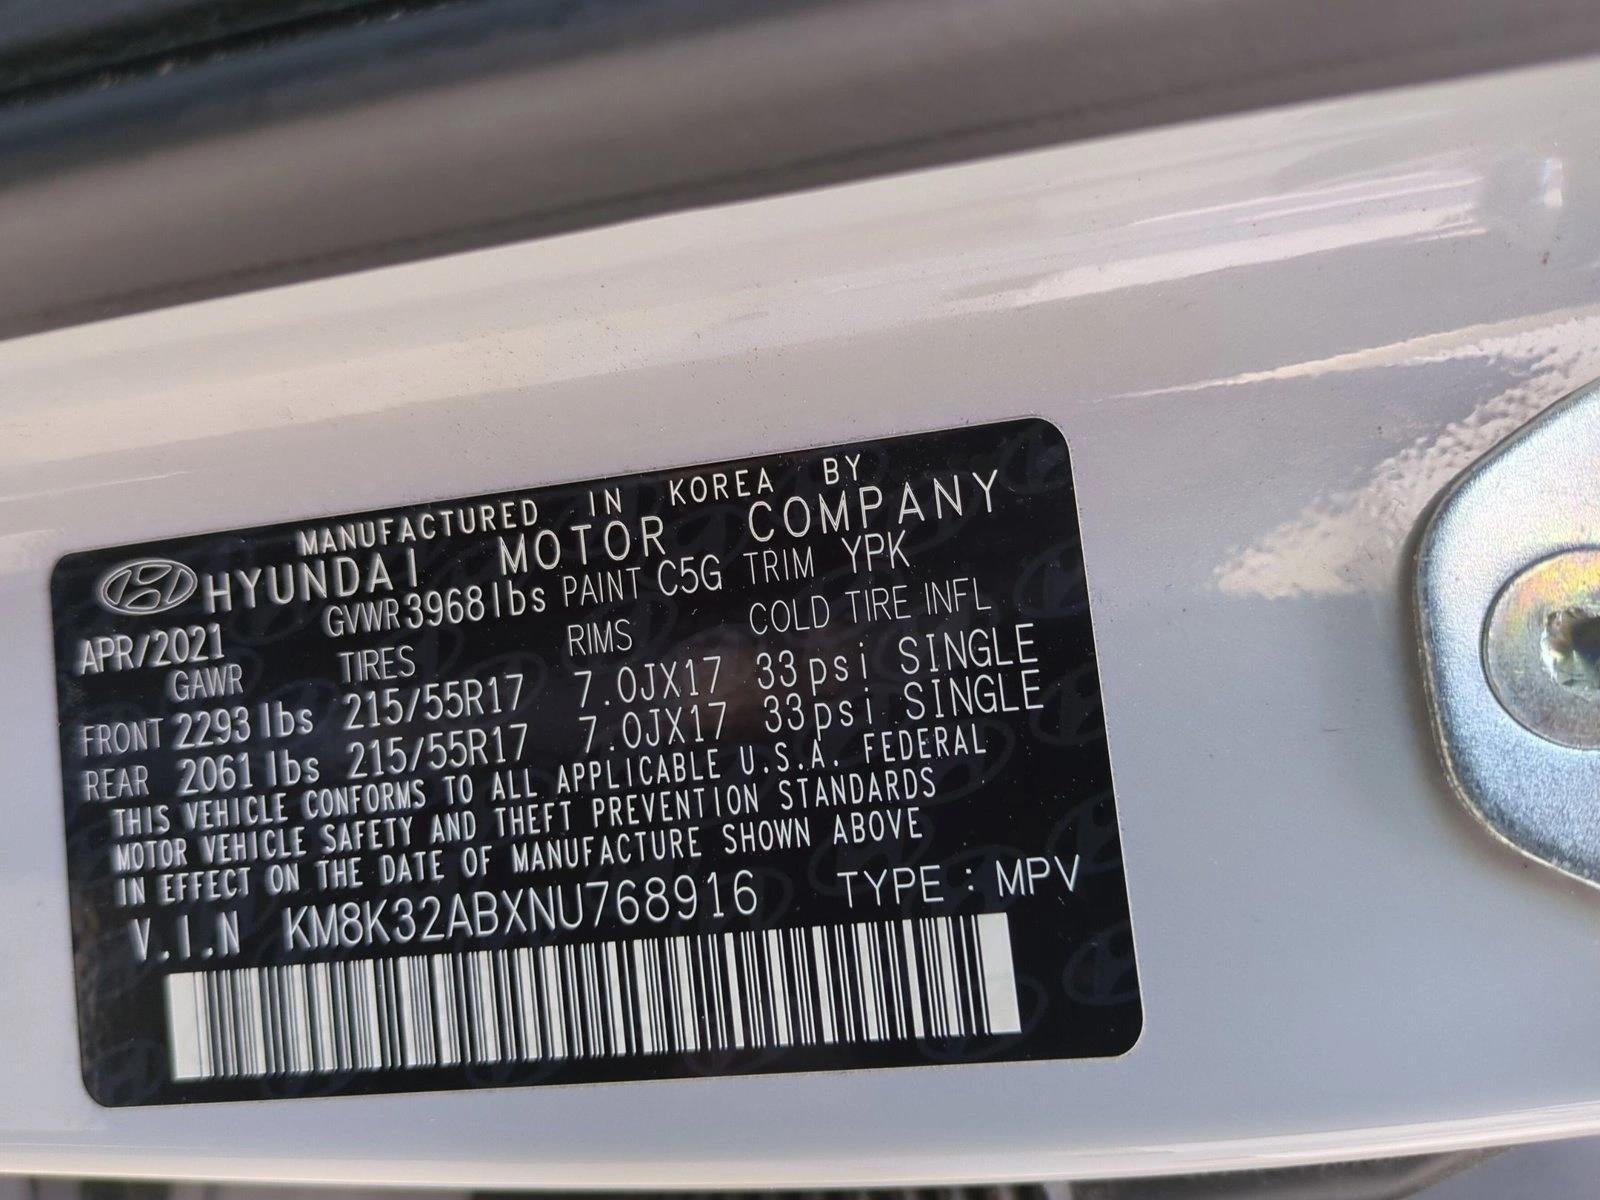 MANUFACTURED IN KOREA BY
HYUNDAI MOTOR COMPANY
APR/2021 GVWR 3968 lbs PAINT C5G TRIM YPK
GAWR TIRES RIMS COLD TIRE INFL
FRONT 2293 lbs 215/55R17 7.0JX17 33psi SINGLE
REAR 2061 lbs 215/55R17 7.0JX17 33psi SINGLE
THIS VEHICLE CONFORMS TO ALL APPLICABLE U.S.A. FEDERAL
MOTOR VEHICLE SAFETY AND THEFT PREVENTION STANDARDS
IN EFFECT ON THE DATE OF MANUFACTURE SHOWN ABOVE
V.I.N KM8K32ABXNU768916 TYPE : MPV